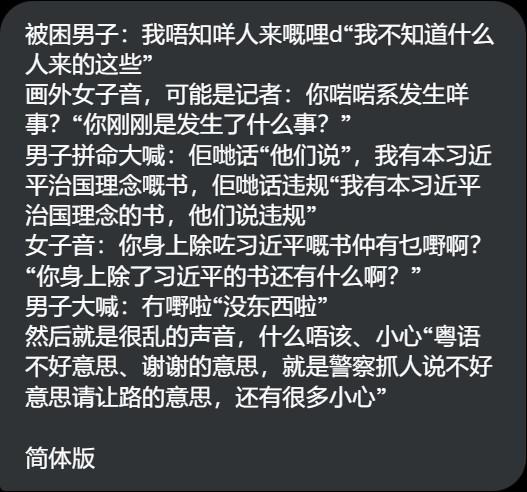 被困男子：我唔知咩人来嘅哩d“我不知道什么
人来的这些”
画外女子音，可能是记者：你啱啱系发生咩
事？“你刚刚是发生了什么事？”
男子拼命大喊：佢哋话“他们说”，我有本习近
平治国理念嘅书，佢哋话违规“我有本习近平
治国理念的书，他们说违规”
女子音：你身上除咗习近平嘅书仲有乜嘢啊？
“你身上除了习近平的书还有什么啊？”
男子大喊：冇嘢啦“没东西啦”
然后就是很乱的声音，什么唔该、小心“粤语
不好意思、谢谢的意思，就是警察抓人说不好
意思请让路的意思，还有很多小心”
简体版